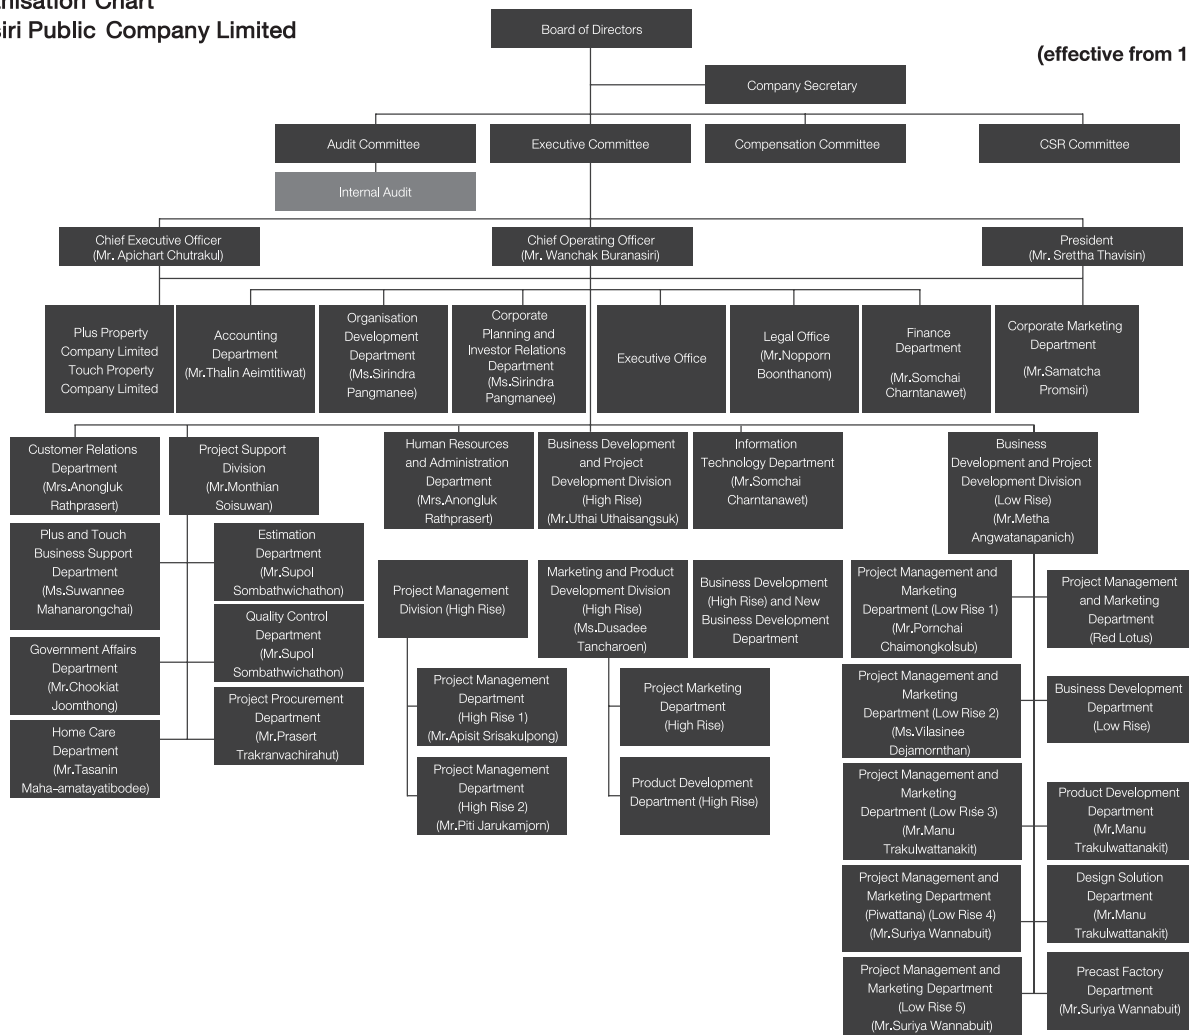 nisation Chart
siri Public Company Limited
(effective from 1
Board of Directors
Company Secretary
Audit Committee
Executive Committee
Compensation Committee
CSR Committee
Internal Audit
Chief Executive Officer
(Mr. Apichart Chutrakul)
Chief Operating Officer
(Mr. Wanchak Buranasiri)
President
(Mr. Srettha Thavisin)
Plus Property
Company Limited
Touch Property
Company Limited
Accounting
Department
(Mr.Thalin Aeimtitiwat)
Organisation
Development
Department
(Ms.Sirindra
Pangmanee)
Corporate
Planning and
Investor Relations
Department
(Ms.Sirindra
Pangmanee)
Executive Office
Legal Office
(Mr.Nopporn
Boonthanom)
Finance
Department
(Mr.Somchai
Charntanawet)
Corporate Marketing
Department
(Mr.Samatcha
Promsiri)
Customer Relations
Department
(Mrs.Anongluk
Rathprasert)
Project Support
Division
(Mr.Monthian
Soisuwan)
Human Resources
and Administration
Department
(Mrs.Anongluk
Rathprasert)
Business Development
and Project
Development Division
(High Rise)
(Mr.Uthai Uthaisangsuk)
Information
Technology Department
(Mr.Somchai
Charntanawet)
Business
Development and Project
Development Division
(Low Rise)
(Mr.Metha
Angwatanapanich)
Plus and Touch
Business Support
Department
(Ms.Suwannee
Mahanarongchai)
Estimation
Department
(Mr.Supol
Sombathwichathon)
Government Affairs
Department
(Mr.Chookiat
Joomthong)
Quality Control
Department
(Mr.Supol
Sombathwichathon)
Home Care
Department
(Mr.Tasanin
Maha-amatayatibodee)
Project Procurement
Department
(Mr.Prasert
Trakranvachirahut)
Project Management
Division (High Rise)
Marketing and Product
Development Division
(High Rise)
(Ms.Dusadee
Tancharoen)
Business Development
(High Rise) and New
Business Development
Department
Project Management
Department
(High Rise 1)
(Mr.Apisit Srisakulpong)
Project Management
Department
(High Rise 2)
(Mr.Piti Jarukamjorn)
Project Marketing
Department
(High Rise)
Product Development
Department (High Rise)
Project Management and
Marketing
Department (Low Rise 1)
(Mr.Pornchai
Chaimongkolsub)
Project Management
and Marketing
Department
(Red Lotus)
Project Management and
Marketing
Department (Low Rise 2)
(Ms.Vilasinee
Dejamornthan)
Business Development
Department
(Low Rise)
Project Management and
Marketing
Department (Low Rise 3)
(Mr.Manu
Trakulwattanakit)
Product Development
Department
(Mr.Manu
Trakulwattanakit)
Project Management and
Marketing Department
(Piwattana) (Low Rise 4)
(Mr.Suriya Wannabuit)
Design Solution
Department
(Mr.Manu
Trakulwattanakit)
Project Management and
Marketing Department
(Low Rise 5)
(Mr.Suriya Wannabuit)
Precast Factory
Department
(Mr.Suriya Wannabuit)